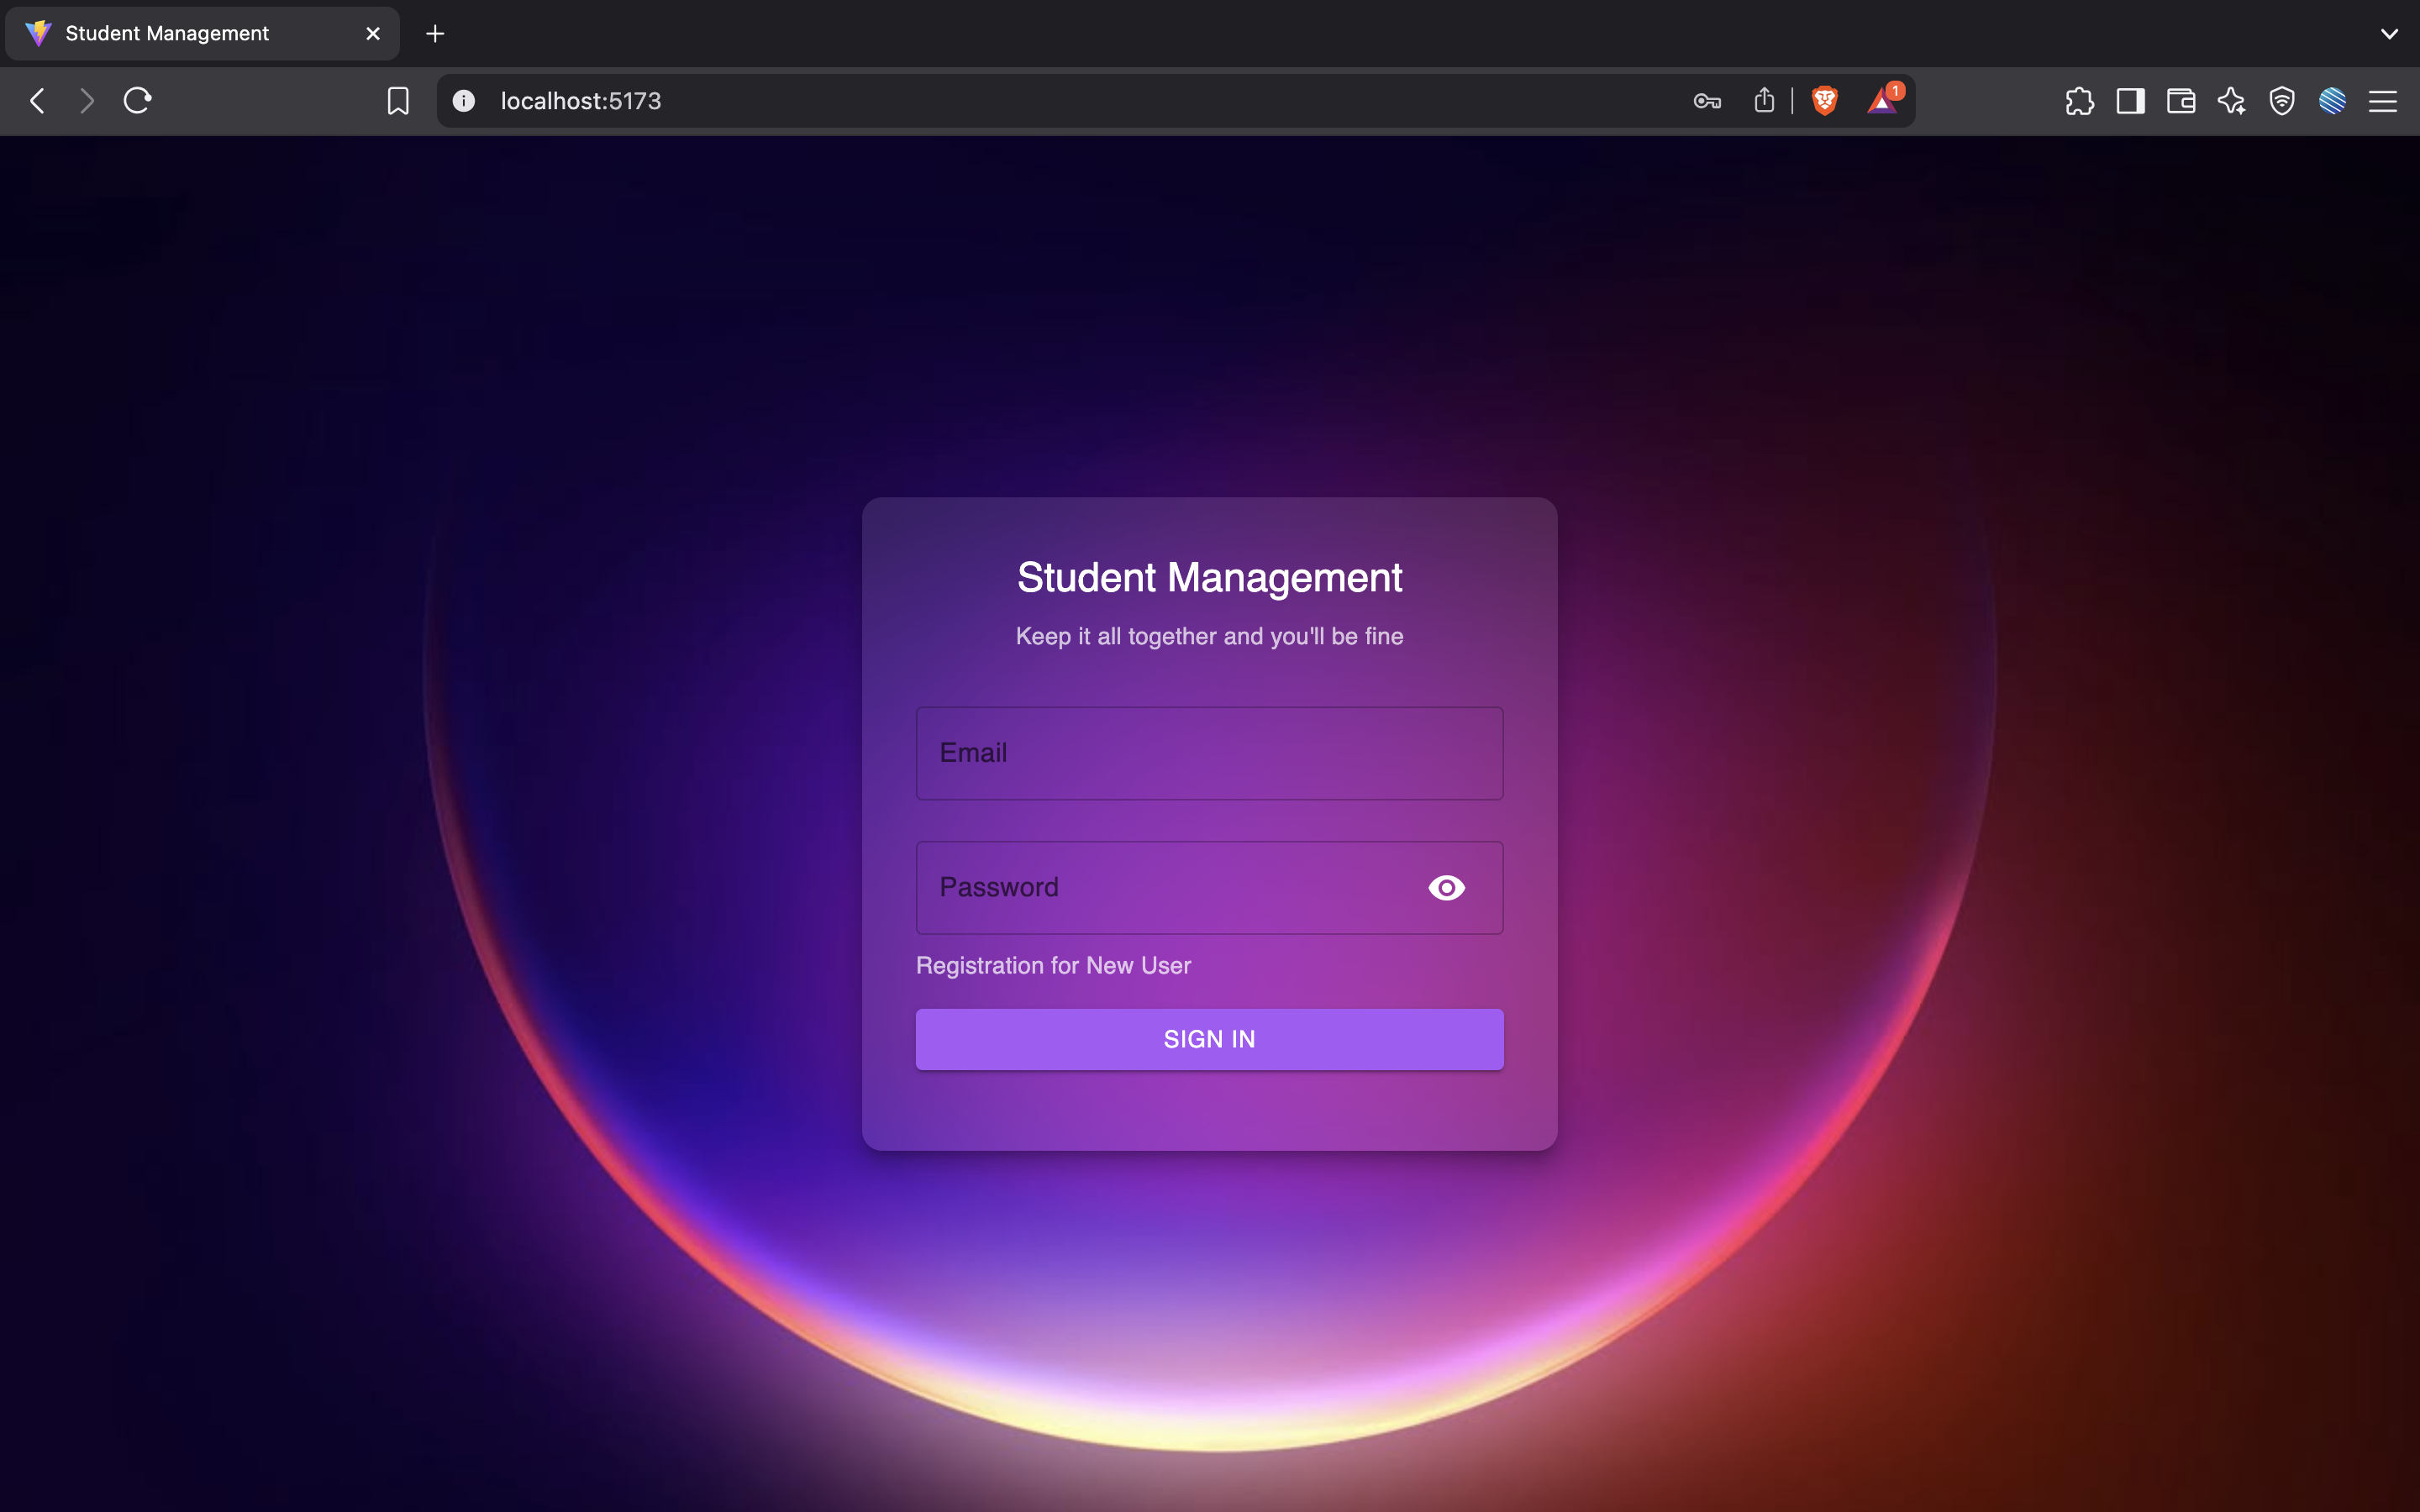 Student Management
localhost:5173
1
Student Management
Keep it all together and you'll be fine
Email
Password
Registration for New User
SIGN IN